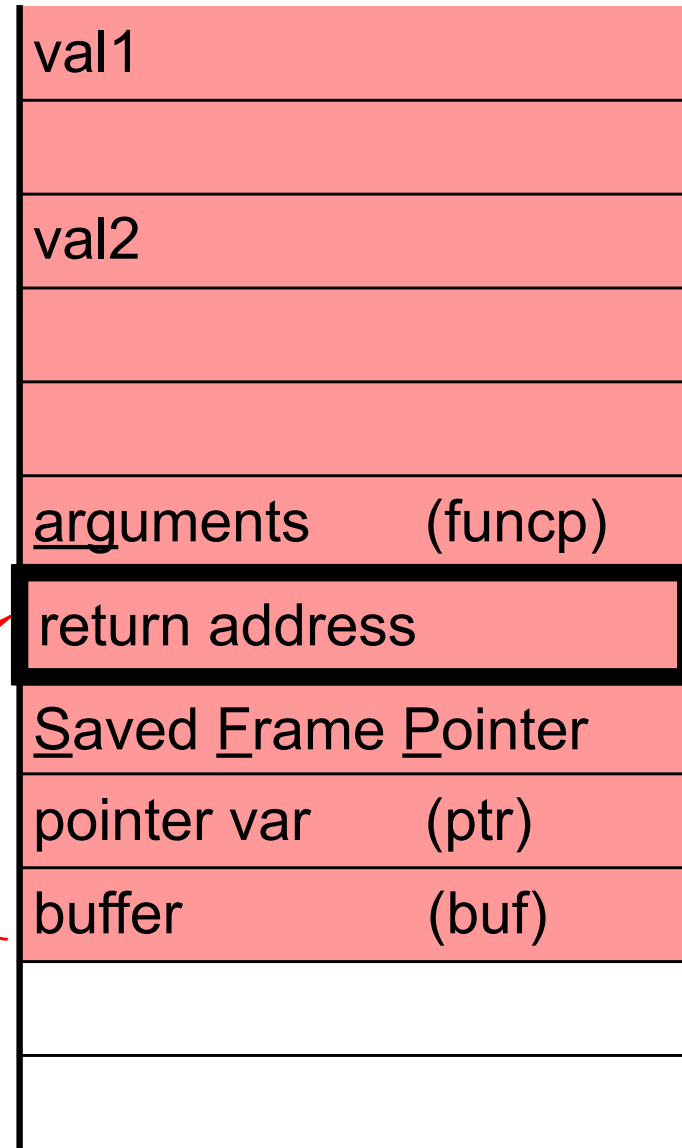 val1
val2
arguments (funcp)
return address
Saved Frame Pointer
pointer var (ptr)
buffer (buf)